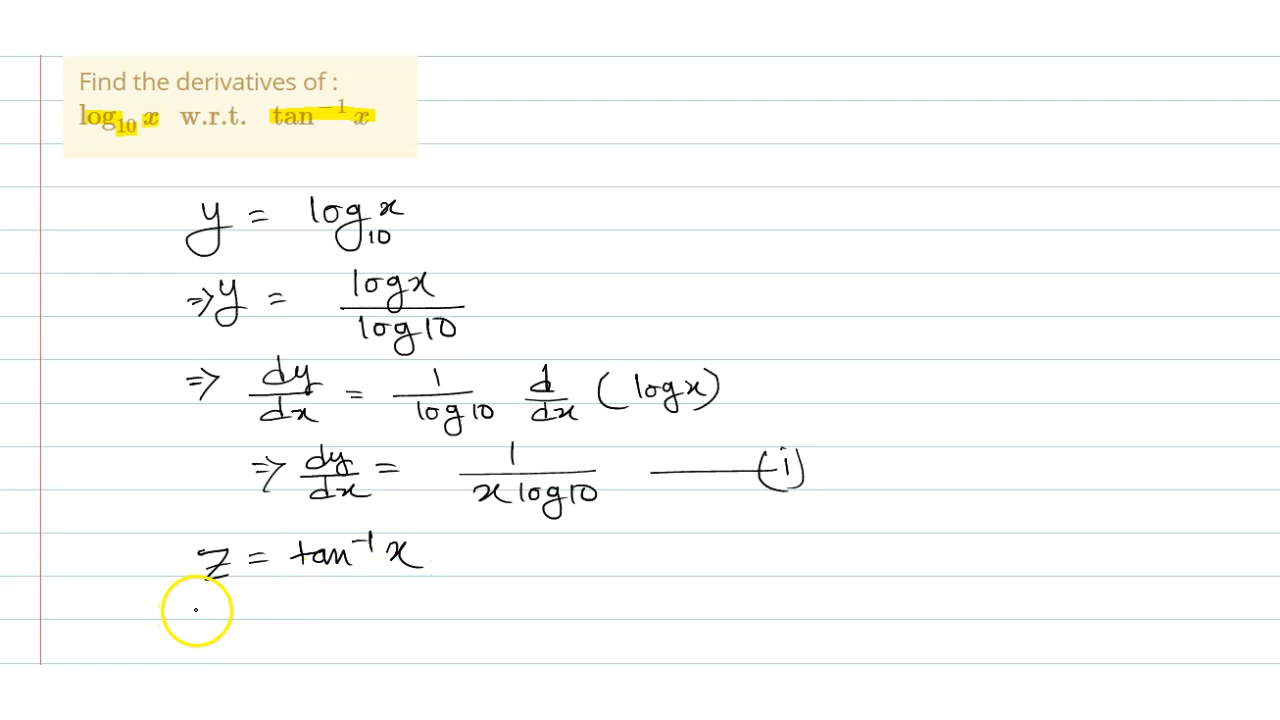 Find the derivatives of :
log₁₀ x w.r.t. tan⁻¹ x
y = log₁₀ x
⇒ y = log x / log 10
⇒ dy/dx = 1/log 10 d/dx (log x)
⇒ dy/dx = 1/x log 10 ——— (i)
z = tan⁻¹ x